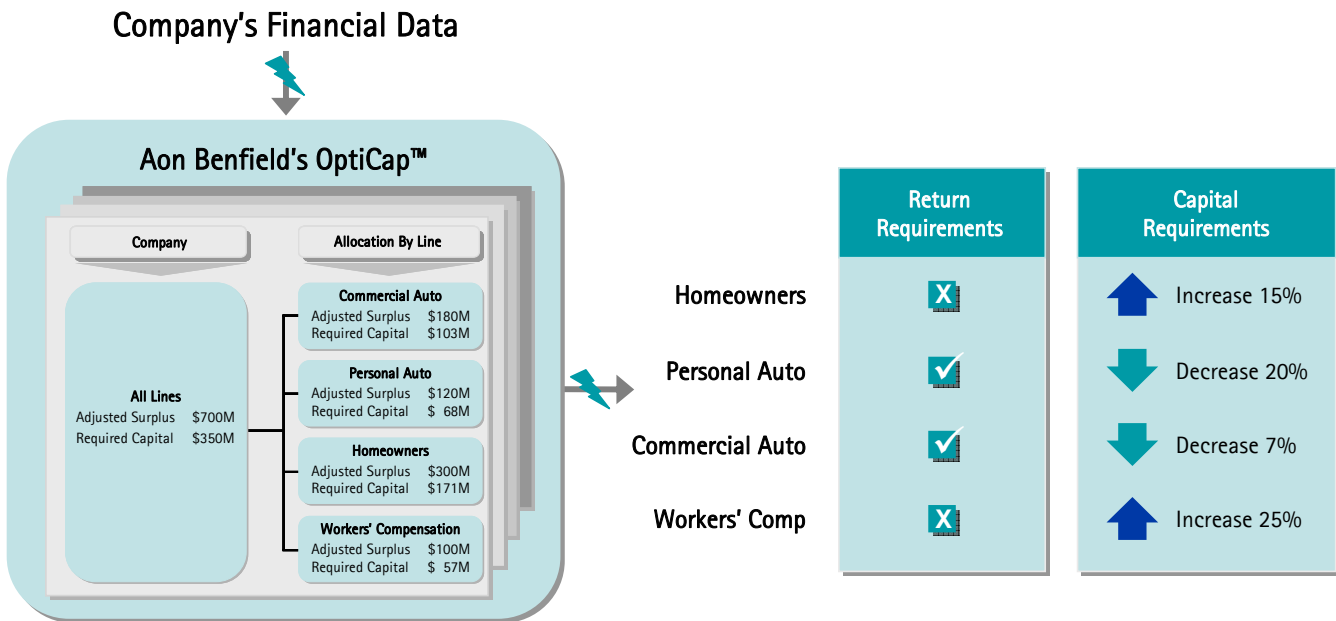 Company's Financial Data
Aon Benfield's OptiCap™
Company
Allocation By Line
All Lines
Adjusted Surplus $700M
Required Capital $350M
Commercial Auto
Adjusted Surplus $180M
Required Capital $103M
Personal Auto
Adjusted Surplus $120M
Required Capital $ 68M
Homeowners
Adjusted Surplus $300M
Required Capital $171M
Workers' Compensation
Adjusted Surplus $100M
Required Capital $ 57M
Return
Requirements
Capital
Requirements
Homeowners X Increase 15%
Personal Auto Decrease 20%
Commercial Auto Decrease 7%
Workers' Comp X Increase 25%